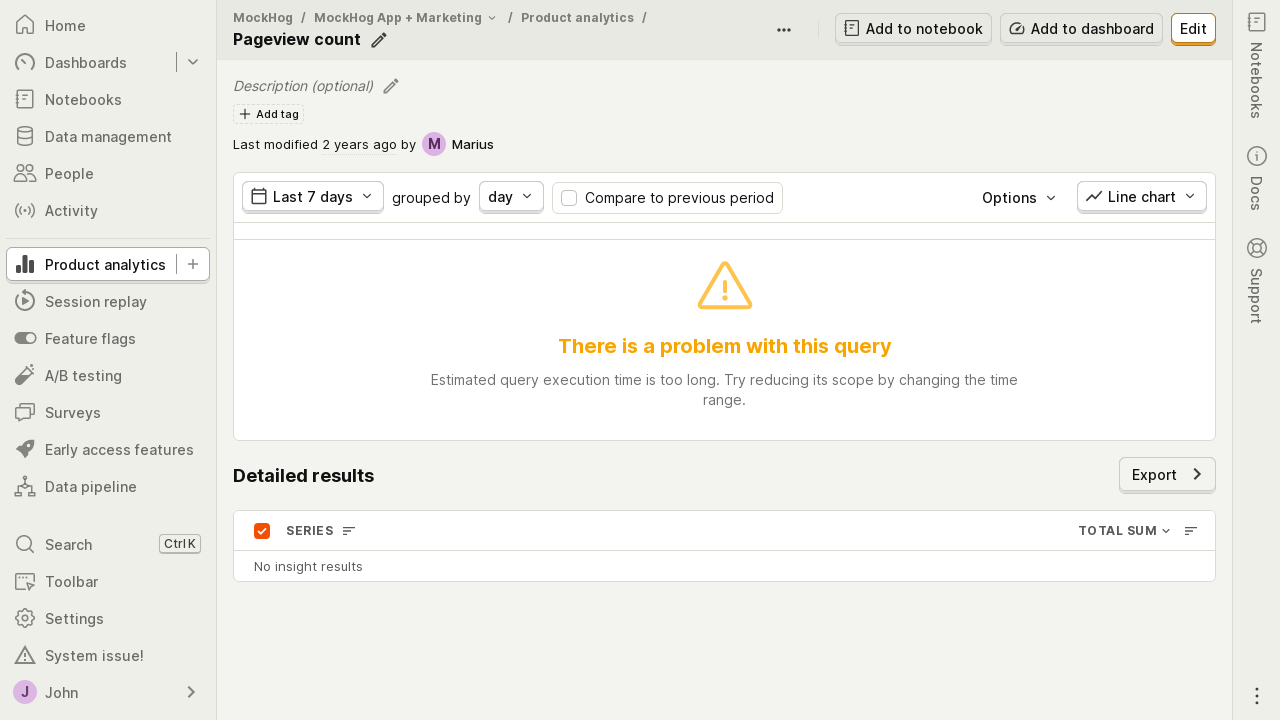 Home
Dashboards
Notebooks
Data management
People
Activity
Product analytics
Session replay
Feature flags
A/B testing
Surveys
Early access features
Data pipeline
Search Ctrl K
Toolbar
Settings
System issue!
J John
MockHog / MockHog App + Marketing / Product analytics /
Pageview count
Add to notebook
Add to dashboard
Edit
Description (optional)
Add tag
Last modified 2 years ago by M Marius
Last 7 days grouped by day Compare to previous period Options Line chart
There is a problem with this query
Estimated query execution time is too long. Try reducing its scope by changing the time
range.
Detailed results
Export
SERIES TOTAL SUM
No insight results
Notebooks
Docs
Support